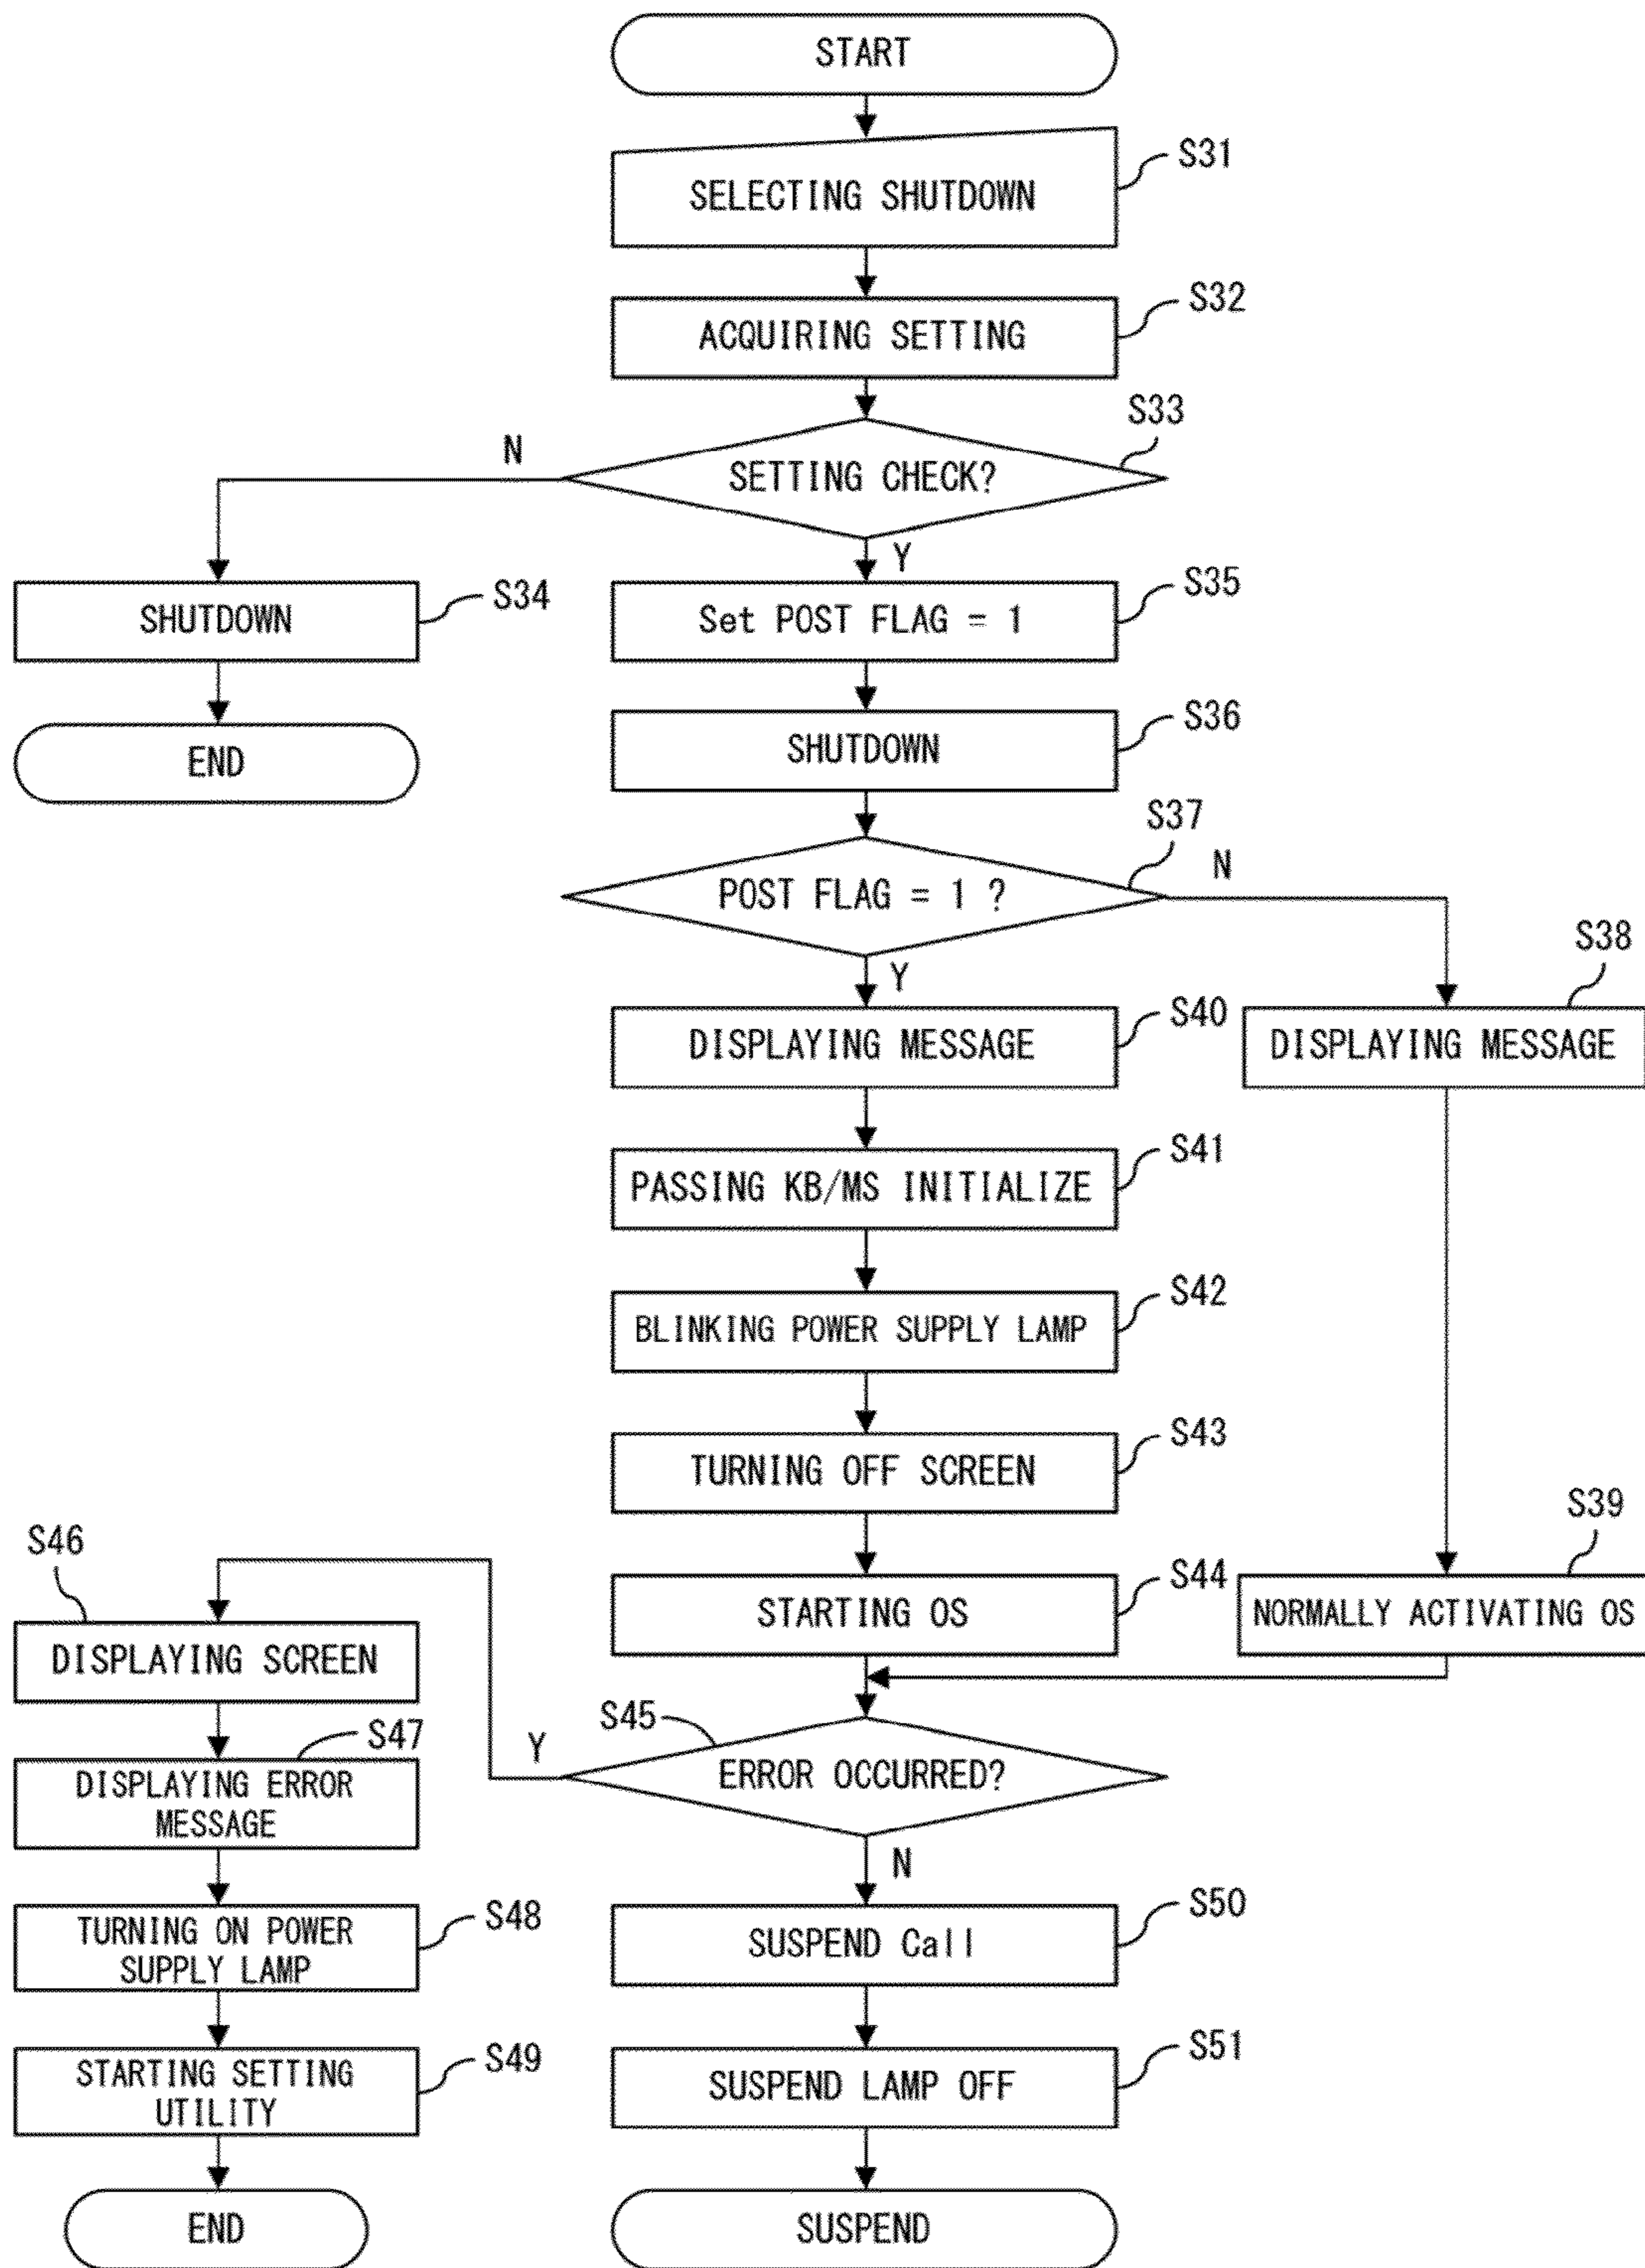 START
SELECTING SHUTDOWN
S31
ACQUIRING SETTING
S32
SETTING CHECK?
S33
N
Y
SHUTDOWN
S34
END
Set POST FLAG = 1
S35
SHUTDOWN
S36
POST FLAG = 1 ?
S37
N
Y
DISPLAYING MESSAGE
S38
DISPLAYING MESSAGE
S40
PASSING KB/MS INITIALIZE
S41
BLINKING POWER SUPPLY LAMP
S42
TURNING OFF SCREEN
S43
STARTING OS
S44
NORMALLY ACTIVATING OS
S39
ERROR OCCURRED?
S45
Y
N
DISPLAYING SCREEN
S46
DISPLAYING ERROR
MESSAGE
S47
TURNING ON POWER
SUPPLY LAMP
S48
STARTING SETTING
UTILITY
S49
END
SUSPEND Call
S50
SUSPEND LAMP OFF
S51
SUSPEND